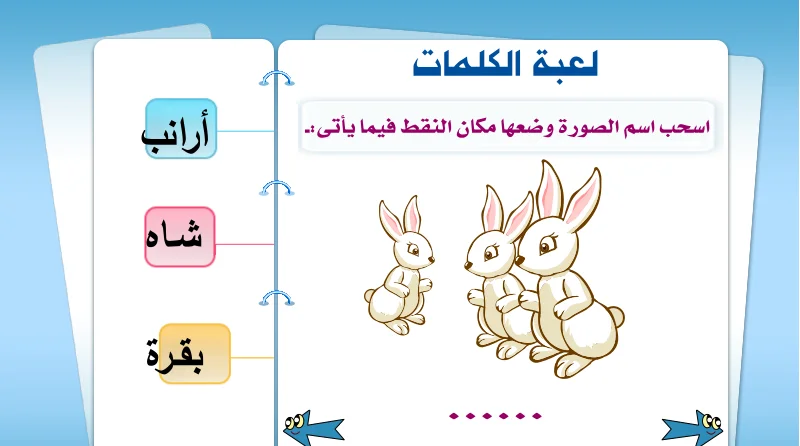 لعبة الكلمات
اسحب اسم الصورة وضعها مكان النقط فيما يأتى :ـ
أرانب
شاه
بقرة
......